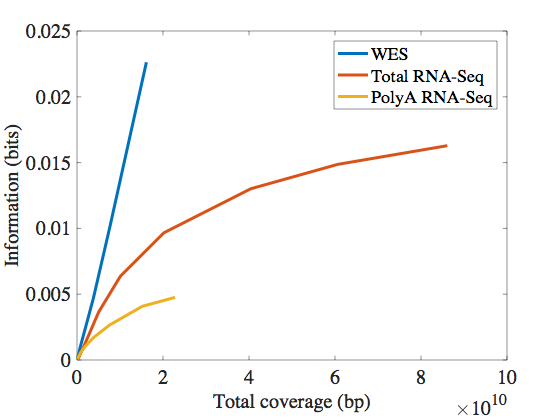 0.025
0.02
0.015
0.01
0.005
0
Information (bits)
WES
Total RNA-Seq
PolyA RNA-Seq
0 2 4 6 8 10
Total coverage (bp)
×10^10